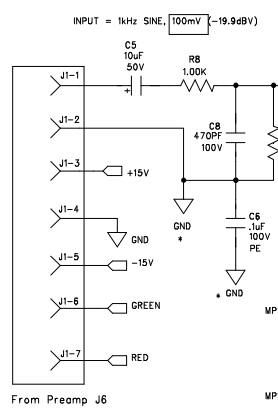 INPUT = 1kHz SINE, 100mV (-19.9dBV)
C5
10uF
50V
R8
1.00K
J1-1
+
J1-2
C8
470PF
100V
J1-3
+15V
J1-4
GND
GND
*
C6
.1uF
100V
PE
J1-5
-15V
* GND
J1-6
GREEN
MP
J1-7
RED
From Preamp J6
MP